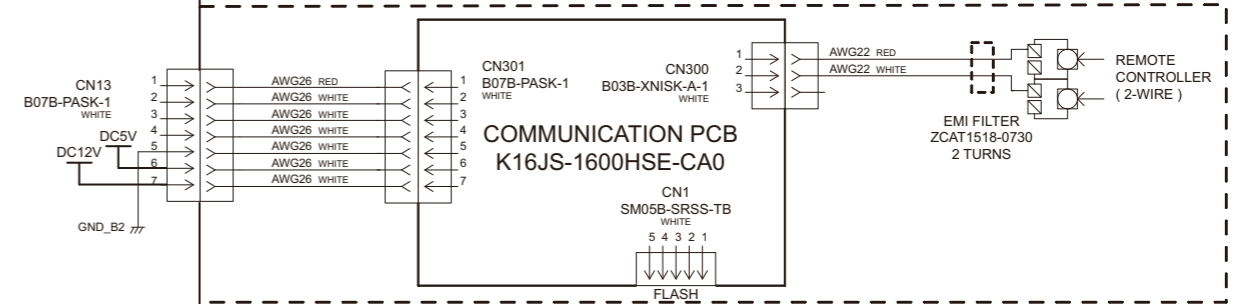 CN13
B07B-PASK-1
WHITE
DC5V
DC12V
GND_B2
1
2
3
4
5
6
7
AWG26 RED
AWG26 WHITE
AWG26 WHITE
AWG26 WHITE
AWG26 WHITE
AWG26 WHITE
AWG26 WHITE
CN301
B07B-PASK-1
WHITE
1
2
3
4
5
6
7
COMMUNICATION PCB
K16JS-1600HSE-CA0
CN300
B03B-XNISK-A-1
WHITE
1
2
3
AWG22 RED
AWG22 WHITE
EMI FILTER
ZCAT1518-0730
2 TURNS
REMOTE
CONTROLLER
( 2-WIRE )
CN1
SM05B-SRSS-TB
WHITE
5 4 3 2 1
FLASH